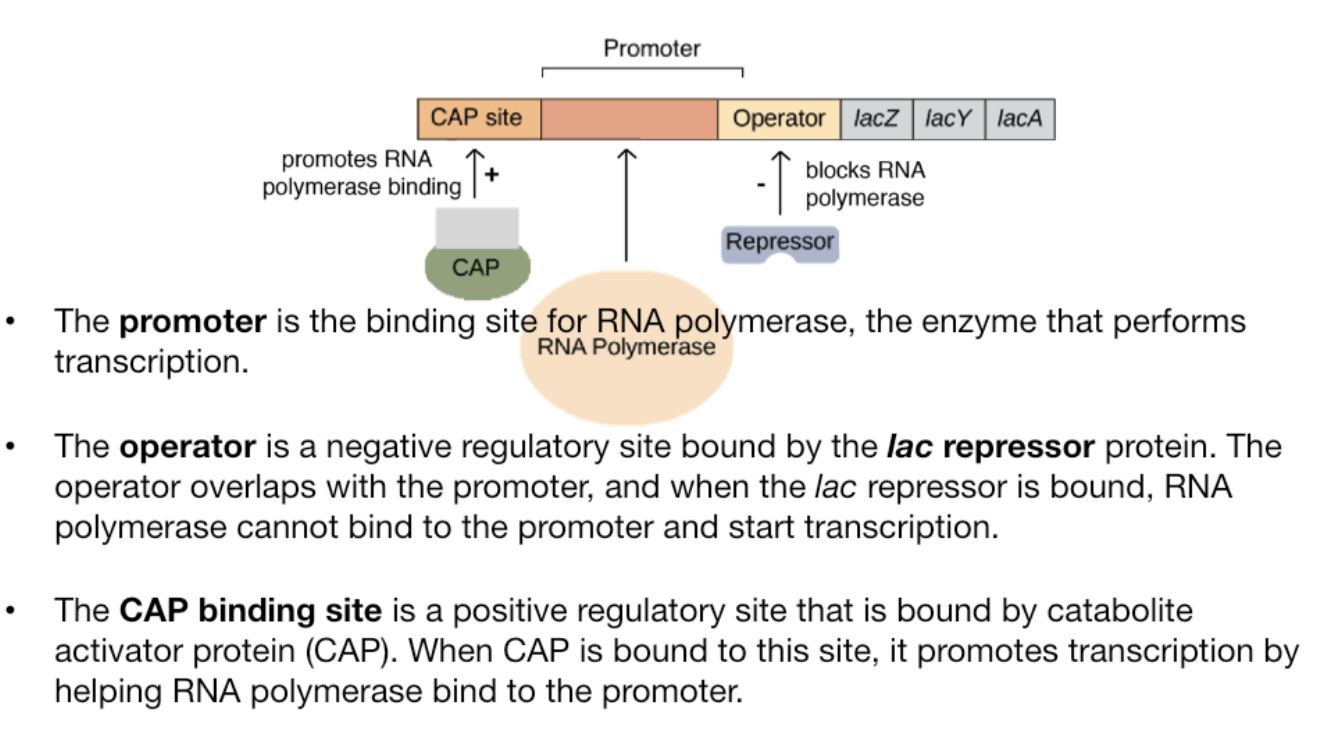 Promoter
CAP site
Operator
lacZ
lacY
lacA
promotes RNA
polymerase binding
+
-
blocks RNA
polymerase
CAP
Repressor
RNA Polymerase
• The promoter is the binding site for RNA polymerase, the enzyme that performs
transcription.
• The operator is a negative regulatory site bound by the lac repressor protein. The
operator overlaps with the promoter, and when the lac repressor is bound, RNA
polymerase cannot bind to the promoter and start transcription.
• The CAP binding site is a positive regulatory site that is bound by catabolite
activator protein (CAP). When CAP is bound to this site, it promotes transcription by
helping RNA polymerase bind to the promoter.